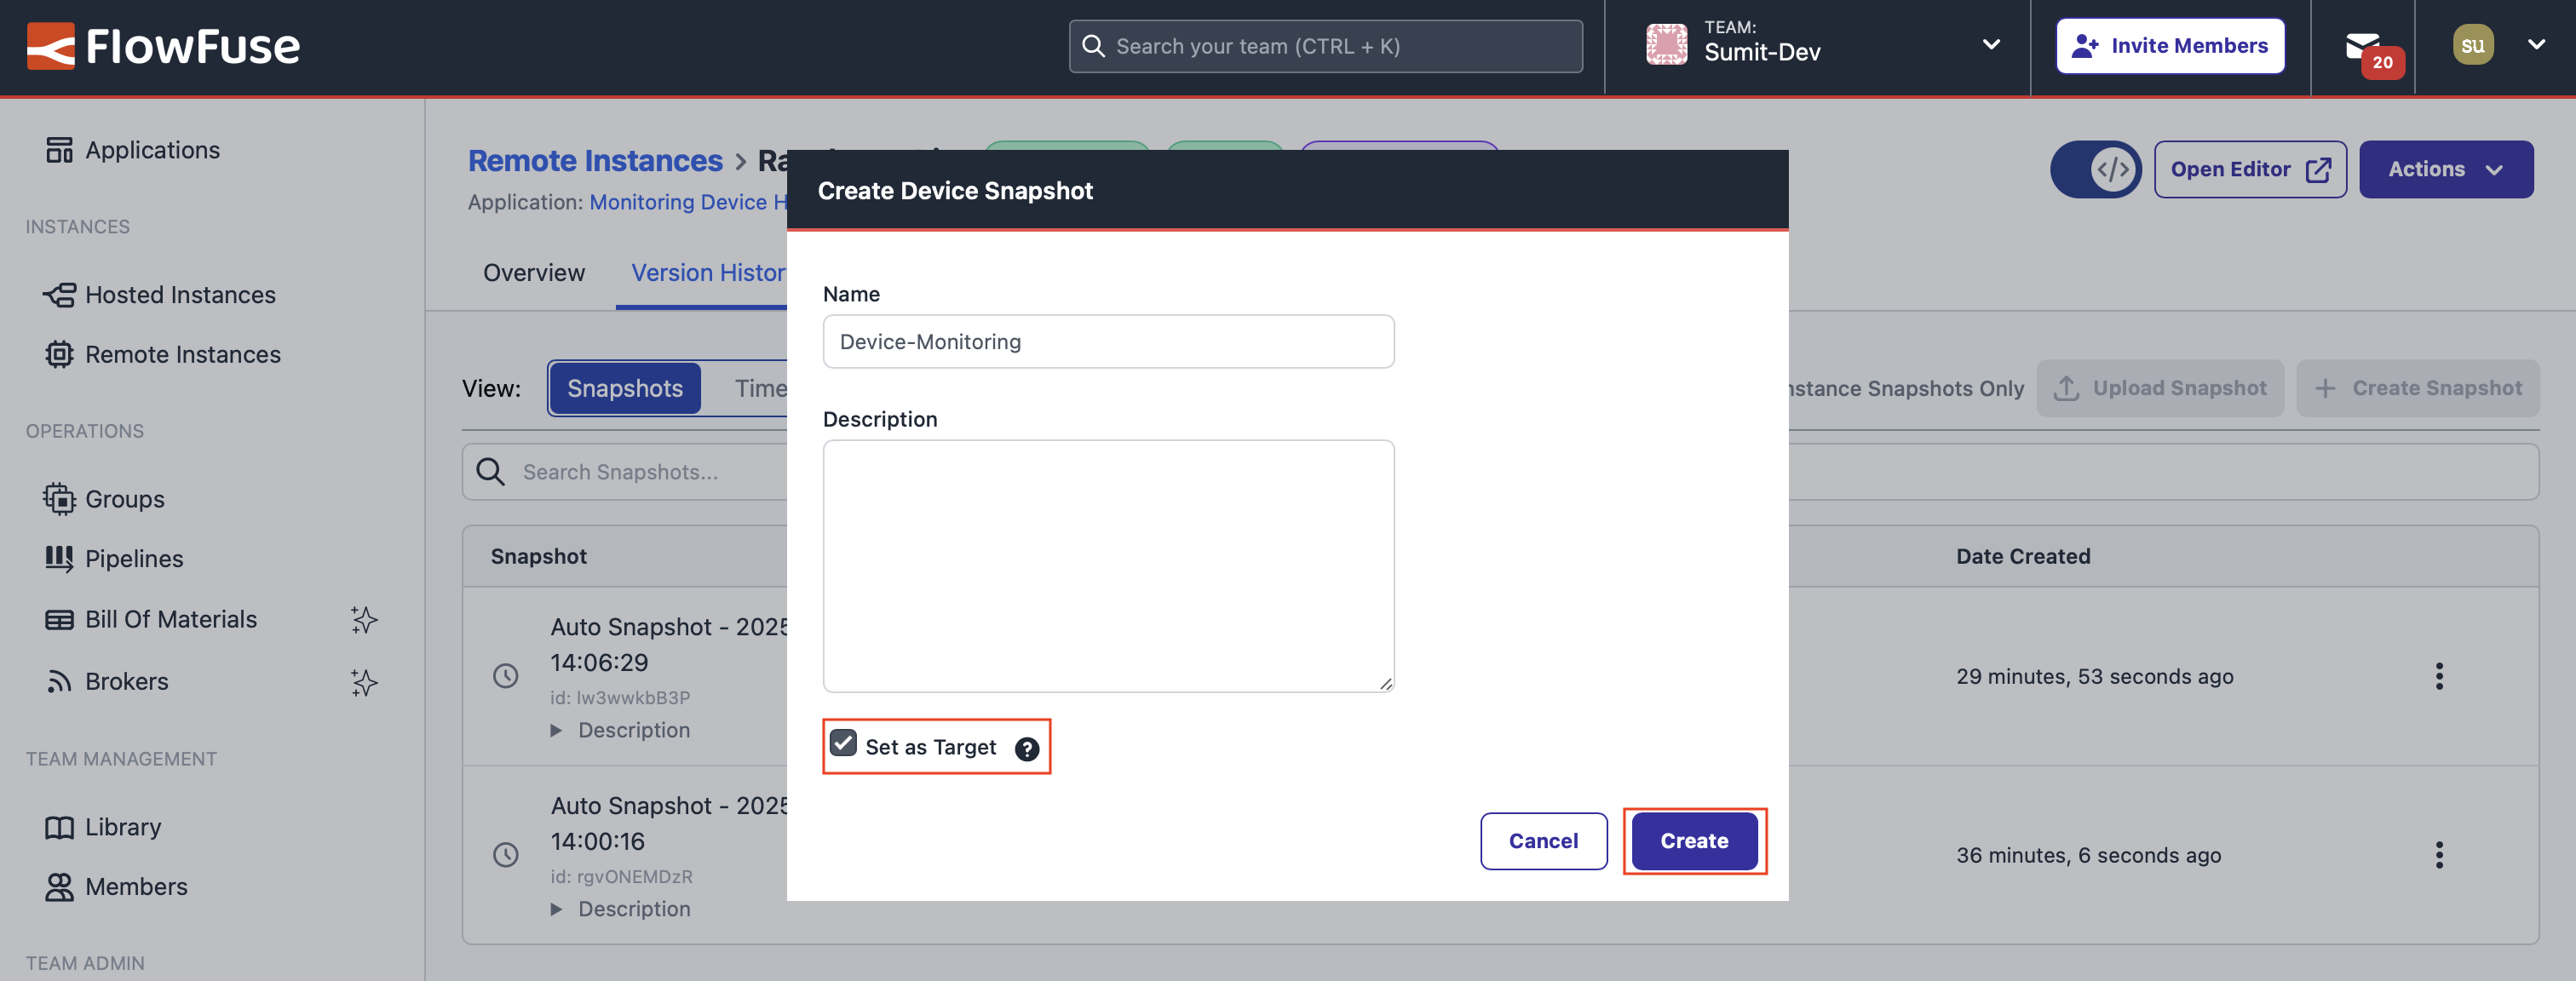 FlowFuse
Search your team (CTRL + K)
TEAM:
Sumit-Dev
Invite Members
20
su
Applications
INSTANCES
Hosted Instances
Remote Instances
OPERATIONS
Groups
Pipelines
Bill Of Materials
Brokers
TEAM MANAGEMENT
Library
Members
TEAM ADMIN
Remote Instances >
Application: Monitoring Device
Open Editor
Actions
Overview
Version Histor
View:
Snapshots
Time
nstance Snapshots Only
Upload Snapshot
+ Create Snapshot
Search Snapshots...
Snapshot
Date Created
Auto Snapshot - 2025
14:06:29
id: lw3wwkbB3P
Description
29 minutes, 53 seconds ago
Auto Snapshot - 2025
14:00:16
id: rgvONEMDzR
Description
36 minutes, 6 seconds ago
Create Device Snapshot
Name
Device-Monitoring
Description
Set as Target ?
Cancel
Create